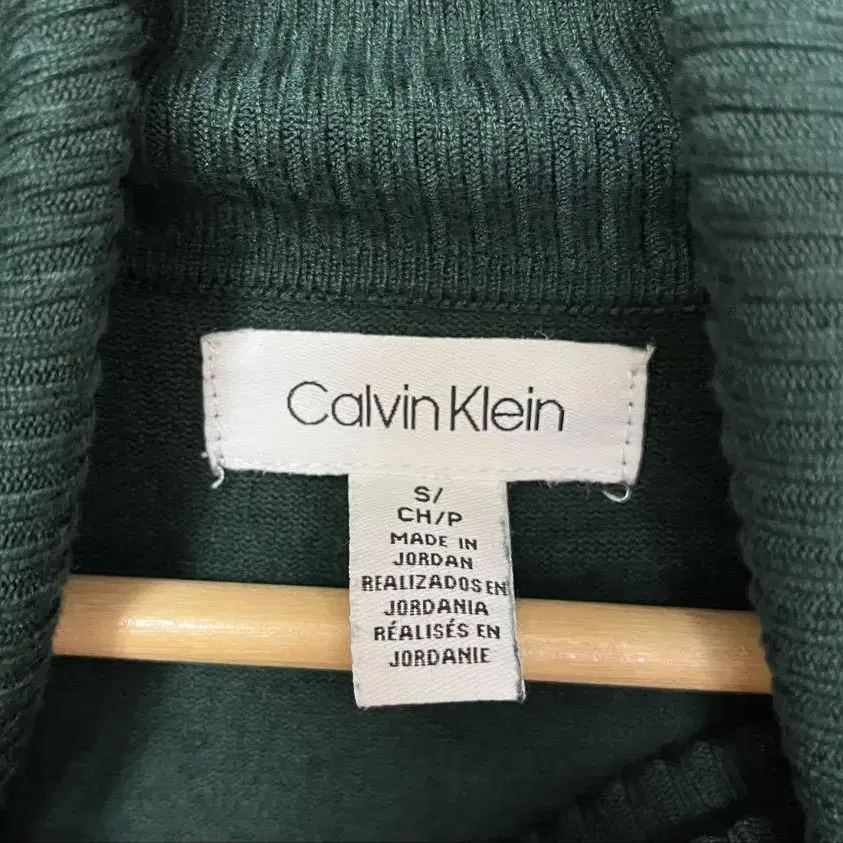 Calvin Klein
S/
CH/P
MADE IN
JORDAN
REALIZADOS EN
JORDANIA
RÉALISÉS EN
JORDANIE